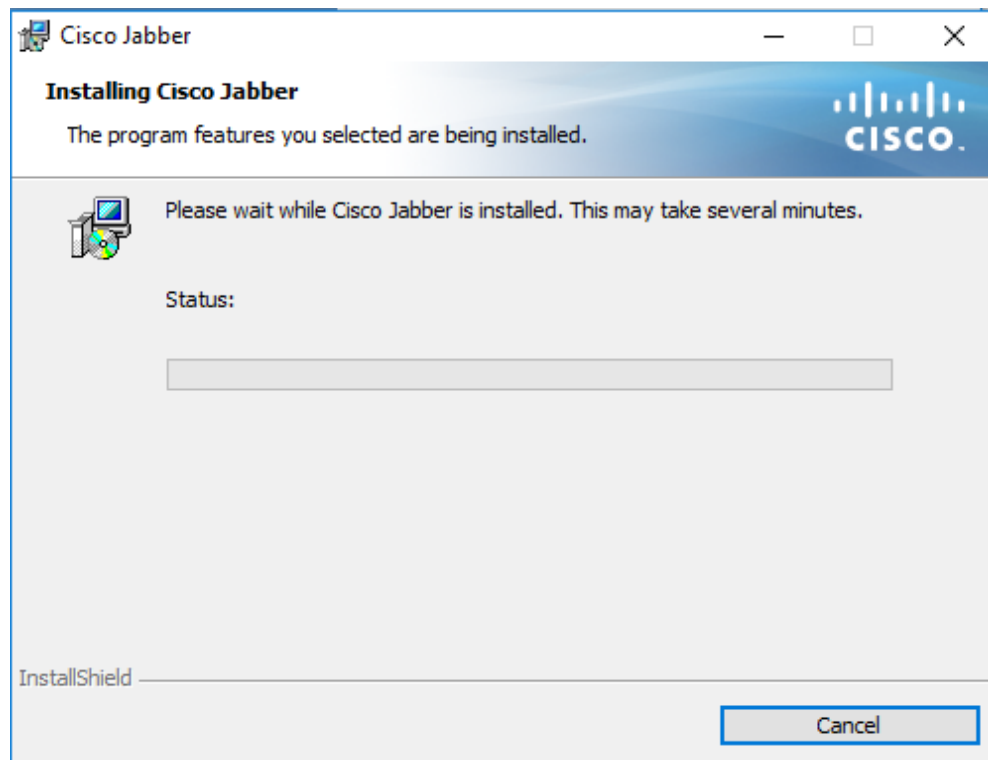 Cisco Jabber
Installing Cisco Jabber
The program features you selected are being installed.
CISCO.
Please wait while Cisco Jabber is installed. This may take several minutes.
Status:
InstallShield
Cancel